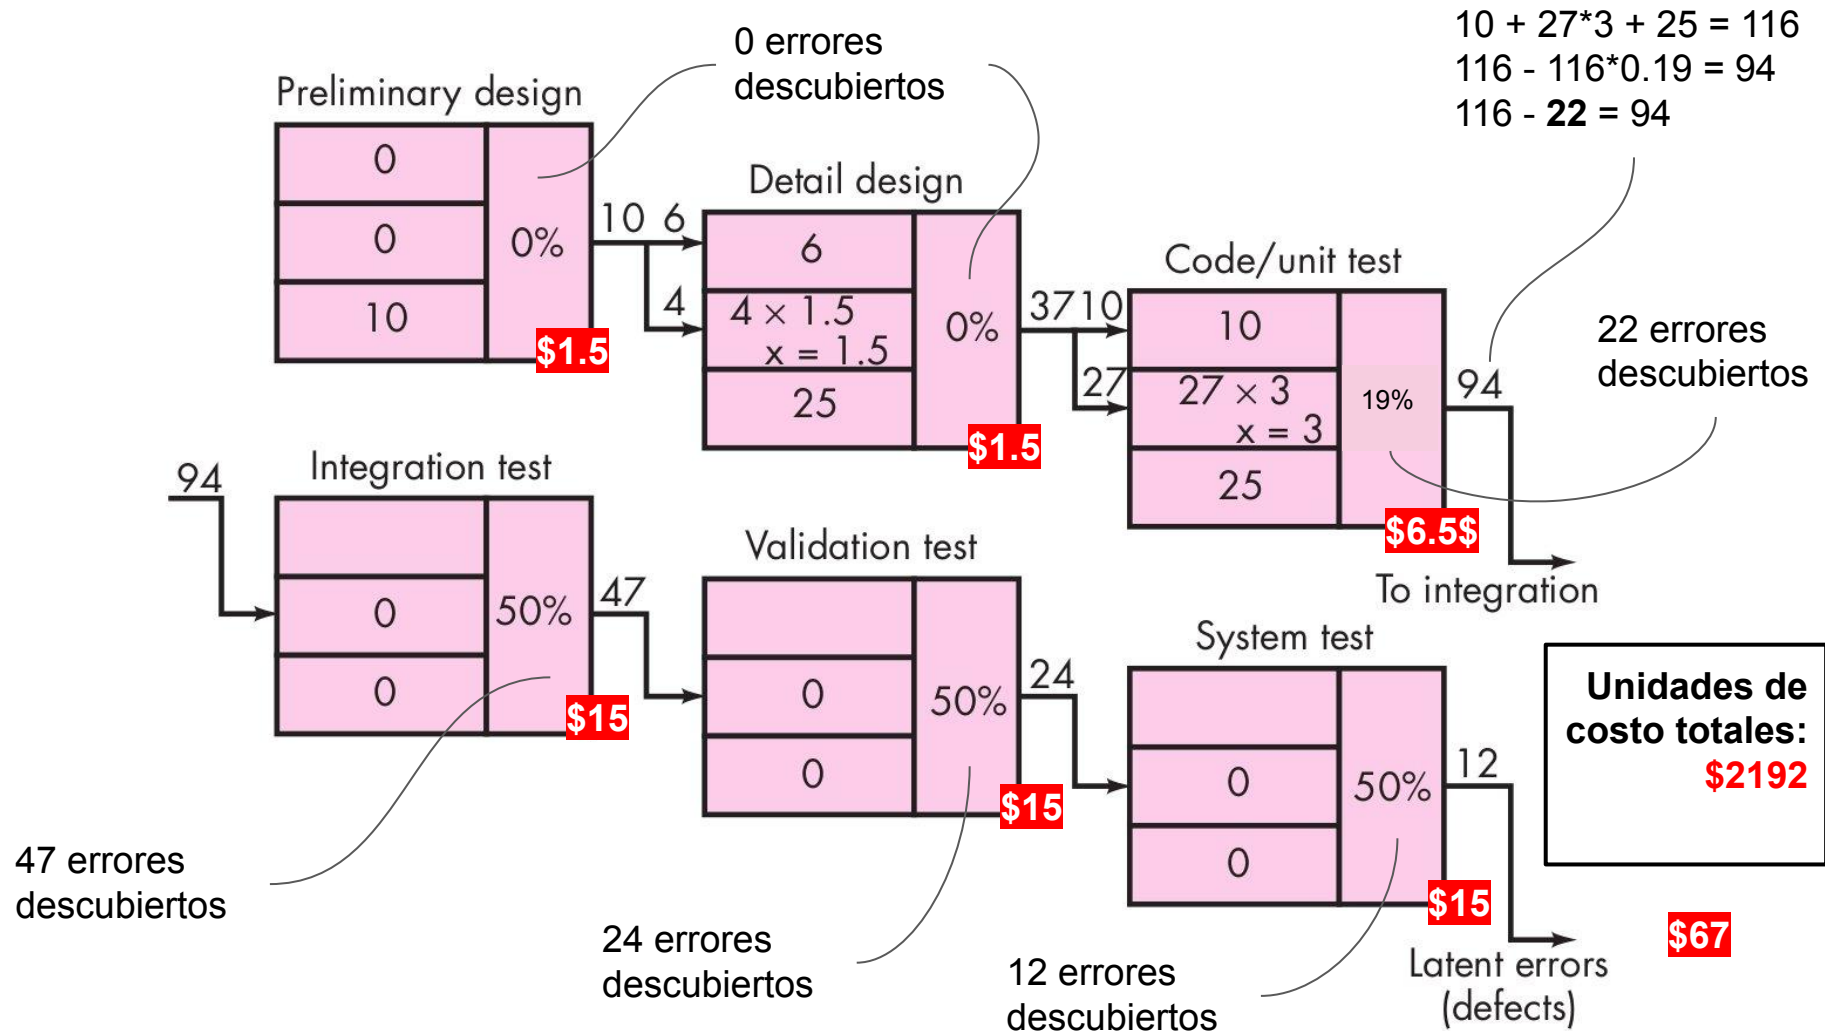 0 errores
descubiertos
10 + 27*3 + 25 = 116
116 - 116*0.19 = 94
116 - 22 = 94
Preliminary design
0
0
10
0%
$1.5
10 6
4
Detail design
6
4 × 1.5
x = 1.5
25
0%
$1.5
37 10
27
Code/unit test
10
27 × 3
x = 3
25
19%
$6.5$
94
22 errores
descubiertos
To integration
94
Integration test
0
0
50%
$15
47
47 errores
descubiertos
Validation test
0
0
50%
$15
24
24 errores
descubiertos
System test
0
0
50%
$15
12
12 errores
descubiertos
Latent errors
(defects)
$67
Unidades de
costo totales:
$2192